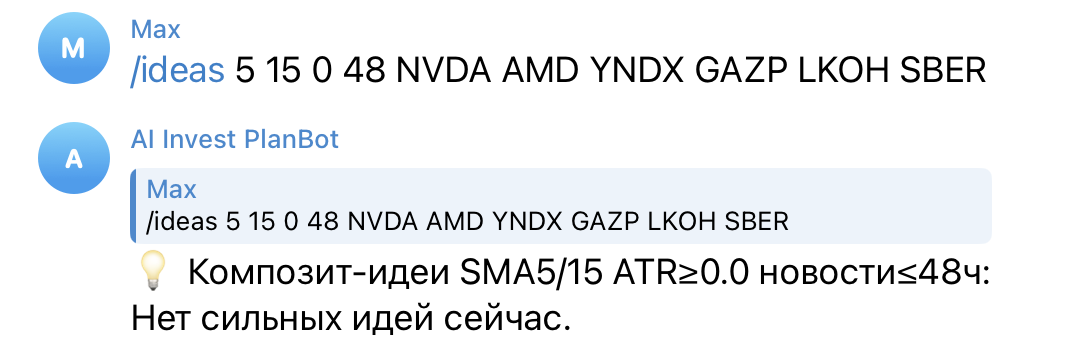 M
Max
/ideas 5 15 0 48 NVDA AMD YNDX GAZP LKOH SBER
A
AI Invest PlanBot
Max
/ideas 5 15 0 48 NVDA AMD YNDX GAZP LKOH SBER
💡 Композит-идеи SMA5/15 ATR≥0.0 новости≤48ч:
Нет сильных идей сейчас.